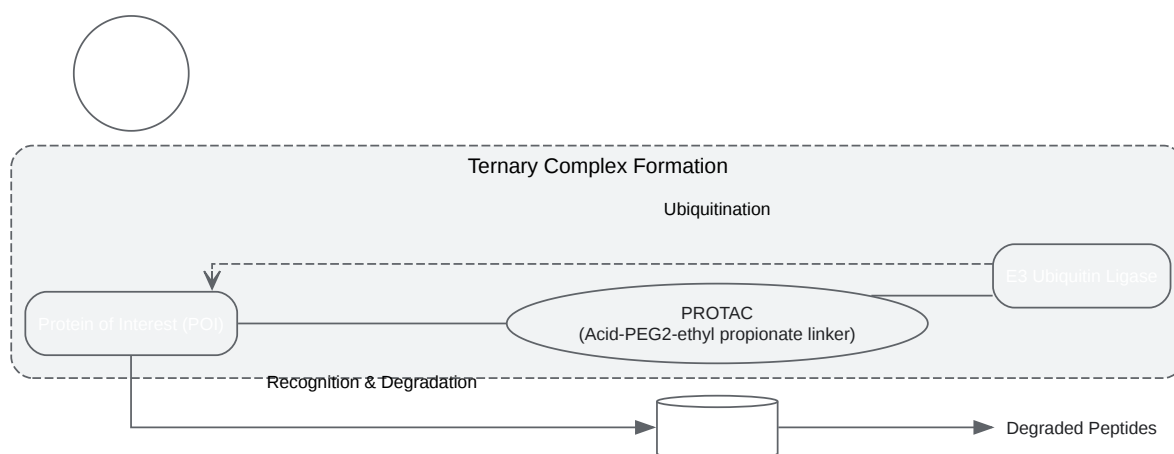 Ternary Complex Formation
Ubiquitination
E3 Ubiquitin Ligase
Protein of Interest (POI)
PROTAC
(Acid-PEG2-ethyl propionate linker)
Recognition & Degradation
Degraded Peptides